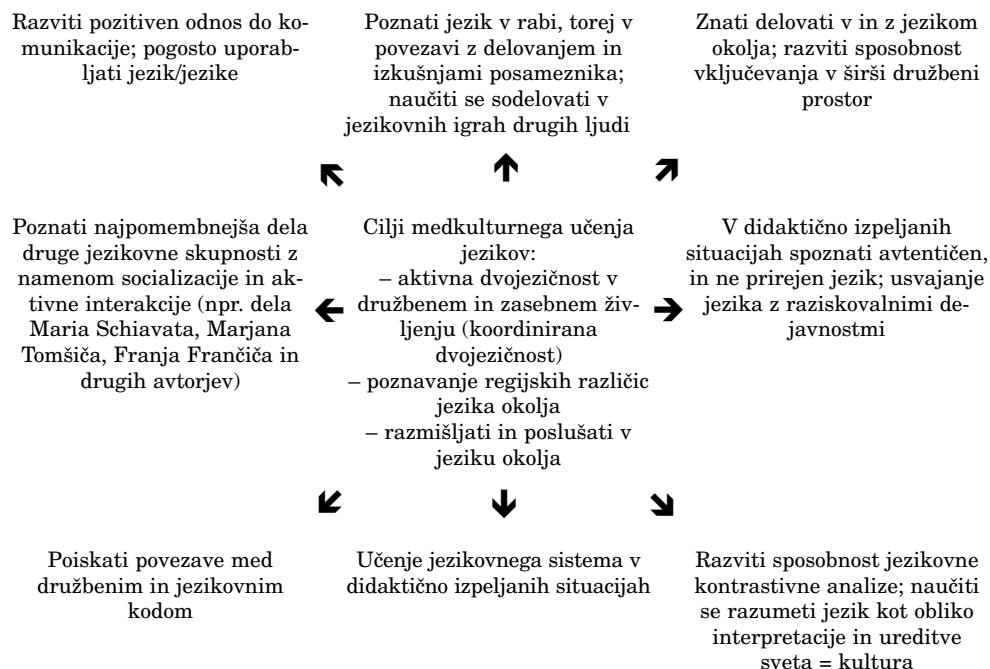 Razviti pozitiven odnos do ko-
munikacije; pogosto uporab-
ljati jezik/jezike
Poznati jezik v rabi, torej v
povezavi z delovanjem in
izkušnjami posameznika;
naučiti se sodelovati v
jezikovnih igrah drugih ljudi
Znati delovati v in z jezikom
okolja; razviti sposobnost
vključevanja v širši družbeni
prostor
Poznati najpomembnejša dela
druge jezikovne skupnosti z
namenom socializacije in ak-
tivne interakcije (npr. dela
Maria Schiavata, Marjana
Tomšiča, Franja Frančiča in
drugih avtorjev)
Cilji medkulturnega učenja
jezikov:
– aktivna dvojezičnost v
družbenem in zasebnem živ-
ljenju (koordinirana
dvojezičnost)
– poznavanje regijskih različic
jezika okolja
– razmišljati in poslušati v
jeziku okolja
V didaktično izpeljanih
situacijah spoznati avtentičen,
in ne prirejen jezik; usvajanje
jezika z raziskovalnimi de-
javnostmi
Poiskati povezave med
družbenim in jezikovnim
kodom
Učenje jezikovnega sistema v
didaktično izpeljanih situacijah
Razviti sposobnost jezikovne
kontrastivne analize; naučiti
se razumeti jezik kot obliko
interpretacije in ureditve
sveta = kultura